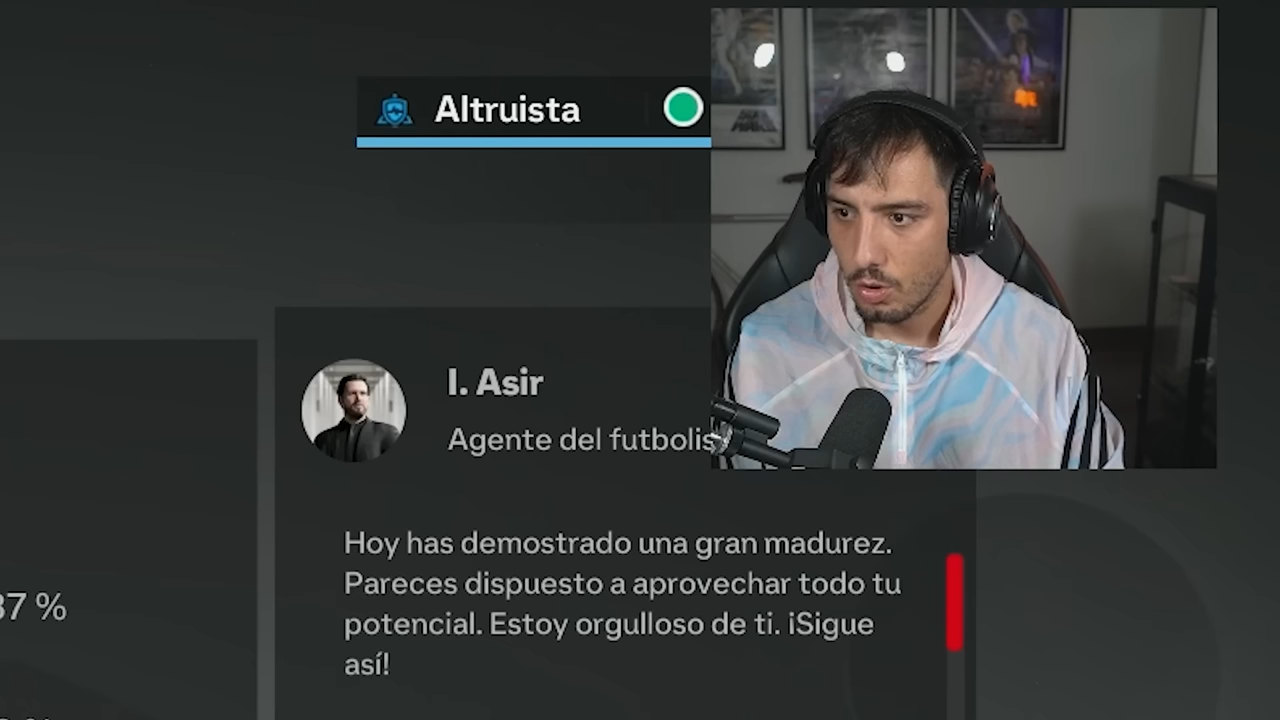 Altruista
I. Asir
Agente del futbolis
Hoy has demostrado una gran madurez.
Pareces dispuesto a aprovechar todo tu
potencial. Estoy orgulloso de ti. ¡Sigue
así!
37 %